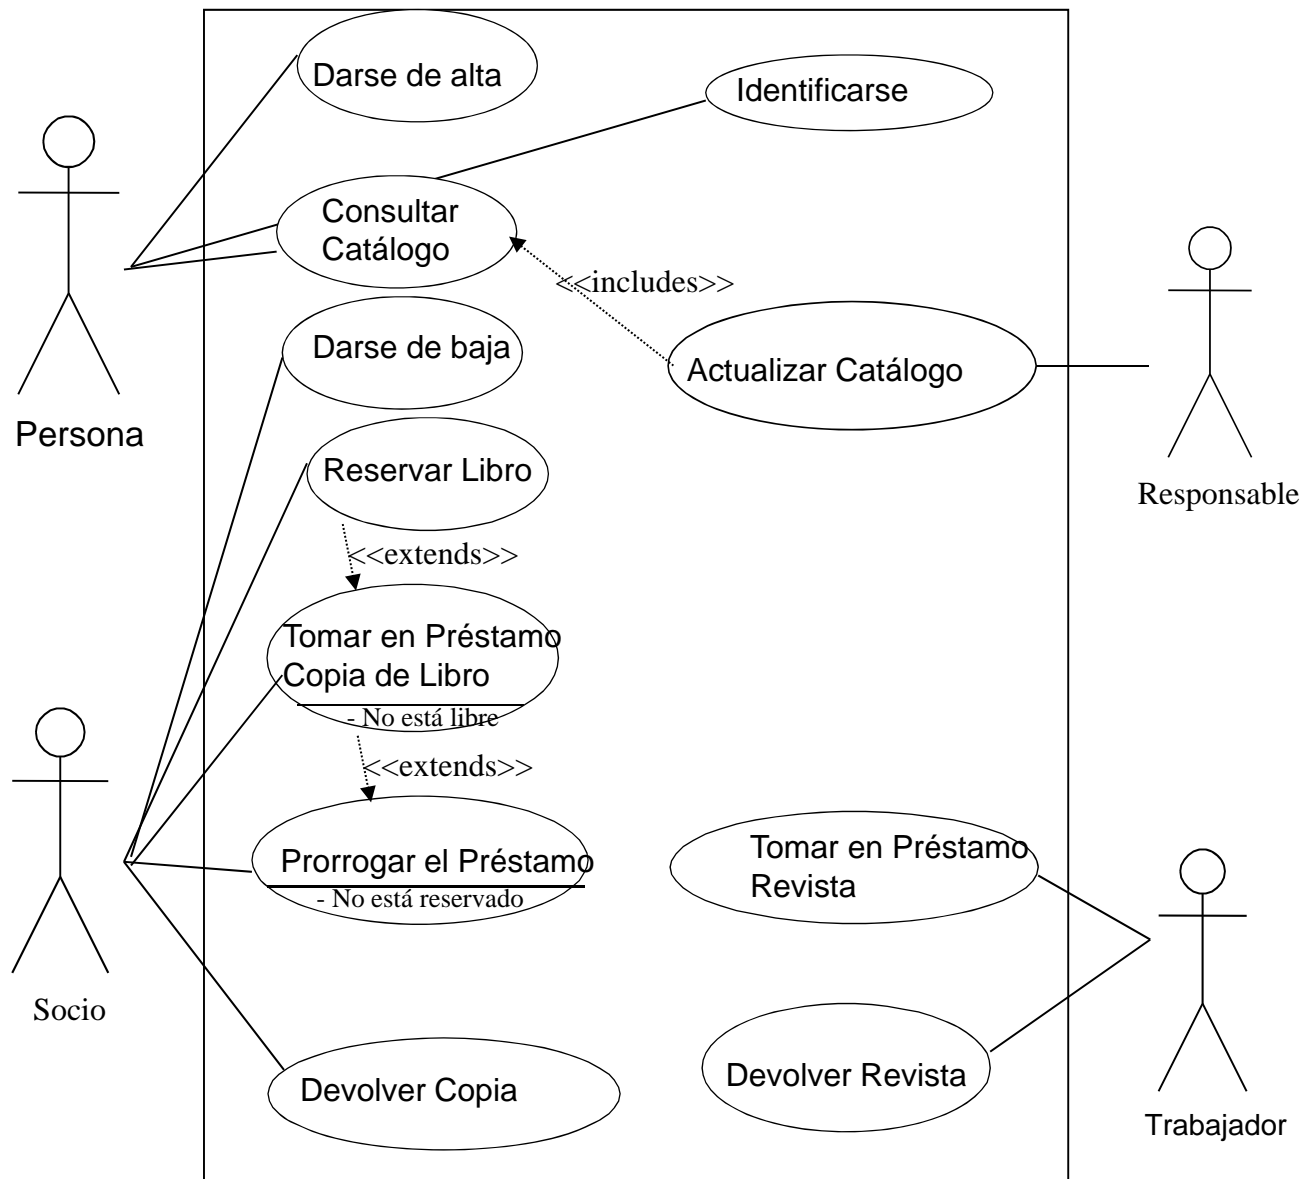 Darse de alta
Identificarse
Consultar
Catálogo
<<includes>>
Darse de baja
Actualizar Catálogo
Persona
Reservar Libro
Responsable
<<extends>>
Tomar en Préstamo
Copia de Libro
- No está libre
<<extends>>
Prorrogar el Préstamo
- No está reservado
Tomar en Préstamo
Revista
Socio
Devolver Copia
Devolver Revista
Trabajador